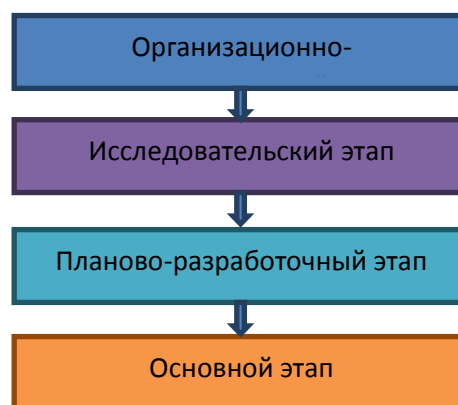 Организационно-
Исследовательский этап
Планово-разработочный этап
Основной этап